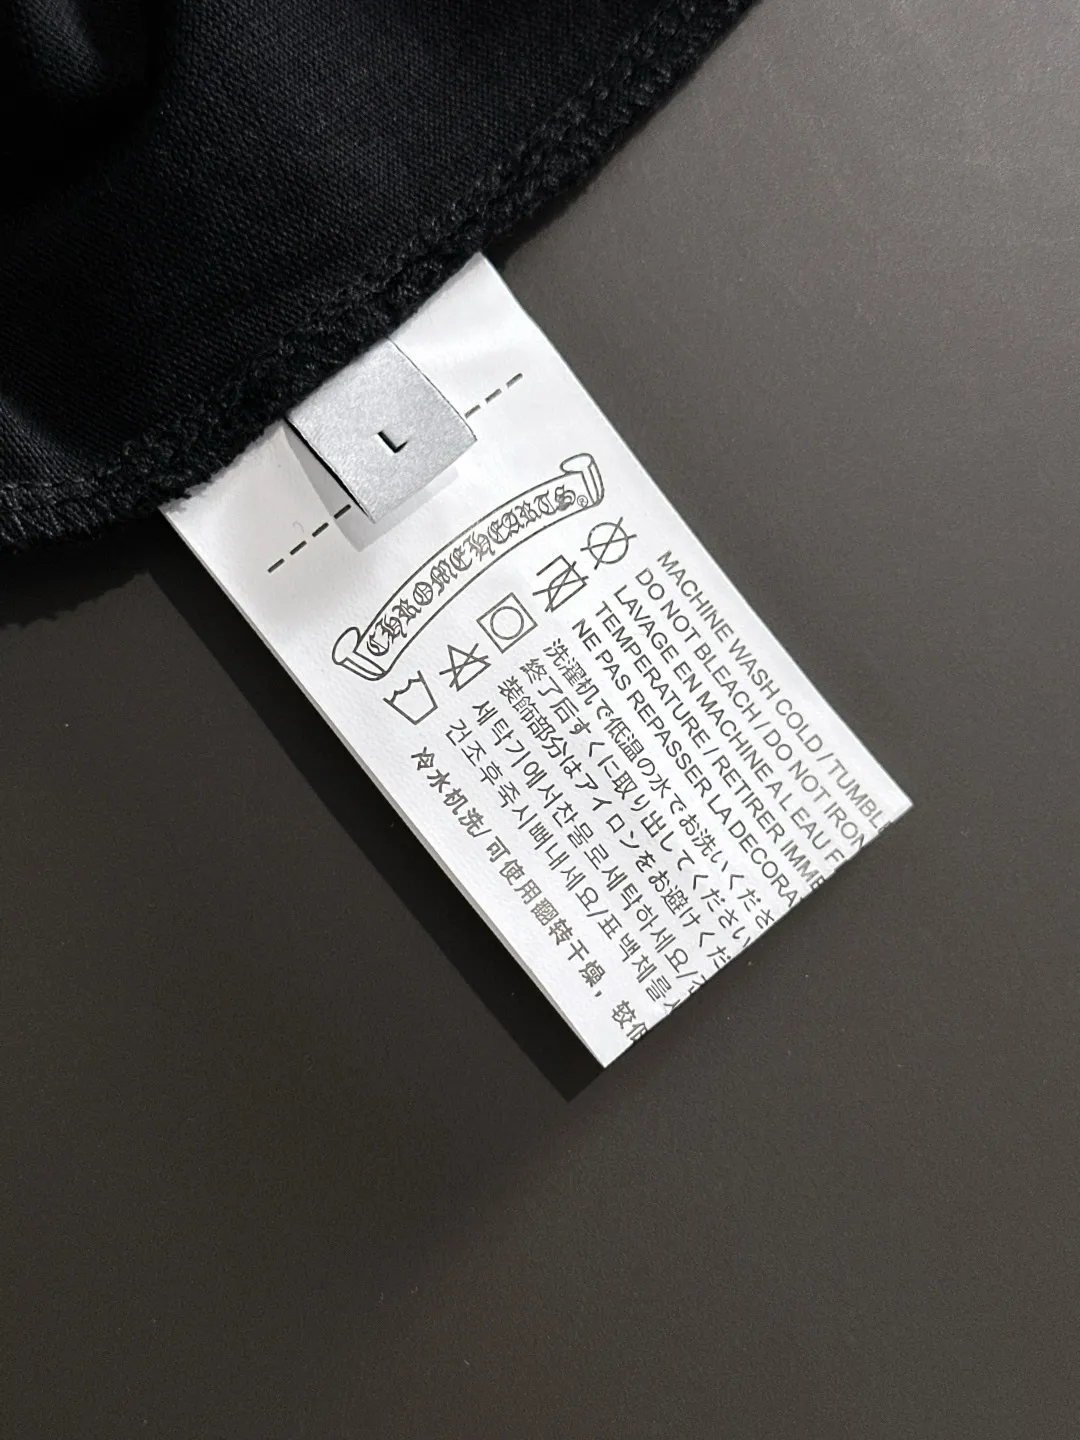 L
CHROME HEARTS®
MACHINE WASH COLD / TUMBL
DO NOT BLEACH / DO NOT IRON
LAVAGE EN MACHINE A LEAU F
TEMPERATURE / RETIRER IMME
NE PAS REPASSER LA DECORA
洗濯机で低温の水でお洗いくださ
終了后すくに取り出してください
装飾部分はアイロンをお避けくだ
세탁기에서찬물로세탁하세요/
건조후즉시빼내세요/표백제를
冷水机洗/可使用翻转干燥，较低